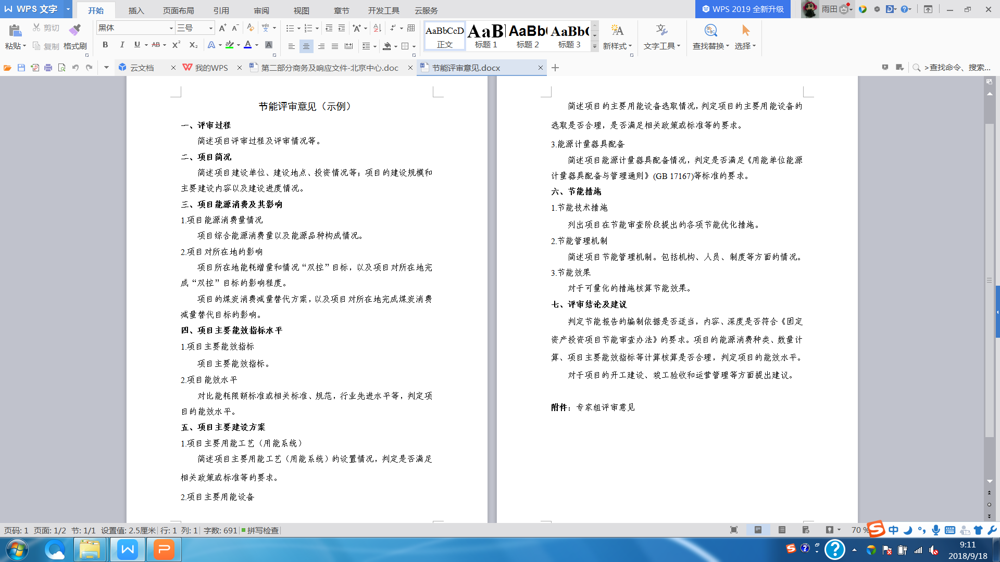 WPS 文字
开始
插入
页面布局
引用
审阅
视图
章节
开发工具
云服务
WPS 2019 全新升级
雨田
粘贴
剪切
复制
格式刷
黑体
三号
AaBbCcD
正文
AaB
标题 1
AaBb
标题 2
AaBb
标题 3
新样式
文字工具
查找替换
选择
云文档
我的WPS
第二部分商务及响应文件-北京中心.doc
节能评审意见.docx
>查找命令、搜索...
节能评审意见（示例）
一、评审过程
简述项目评审过程及评审情况等。
二、项目简况
简述项目建设单位、建设地点、投资情况等；项目的建设规模和
主要建设内容以及建设进度情况。
三、项目能源消费及其影响
1.项目能源消费量情况
项目综合能源消费量以及能源品种构成情况。
2.项目对所在地的影响
项目所在地能耗增量和情况“双控”目标，以及项目对所在地完
成“双控”目标的影响程度。
项目的煤炭消费减量替代方案，以及项目对所在地完成煤炭消费
减量替代目标的影响。
四、项目主要能效指标水平
1.项目主要能效指标
项目主要能效指标。
2.项目能效水平
对比能耗限额标准或相关标准、规范，行业先进水平等，判定项
目的能效水平。
五、项目主要建设方案
1.项目主要用能工艺（用能系统）
简述项目主要用能工艺（用能系统）的设置情况，判定是否满足
相关政策或标准等的要求。
2.项目主要用能设备
简述项目的主要用能设备选取情况，判定项目的主要用能设备的
选取是否合理，是否满足相关政策或标准等的要求。
3.能源计量器具配备
简述项目能源计量器具配备情况，判定是否满足《用能单位能源
计量器具配备与管理通则》(GB 17167)等标准的要求。
六、节能措施
1.节能技术措施
列出项目在节能审查阶段提出的各项节能优化措施。
2.节能管理机制
简述项目节能管理机制。包括机构、人员、制度等方面的情况。
3.节能效果
对于可量化的措施核算节能效果。
七、评审结论及建议
判定节能报告的编制依据是否适当，内容、深度是否符合《固定
资产投资项目节能审查办法》的要求。项目的能源消费种类、数量计
算、项目主要能效指标等计算核算是否合理，判定项目的能效水平。
对于项目的开工建设、竣工验收和运营管理等方面提出建议。
附件：专家组评审意见
页码: 1 页面: 1/2 节: 1/1 设置值: 2.5厘米 行: 1 列: 1 字数: 691 拼写检查
70 %
中
9:11
2018/9/18